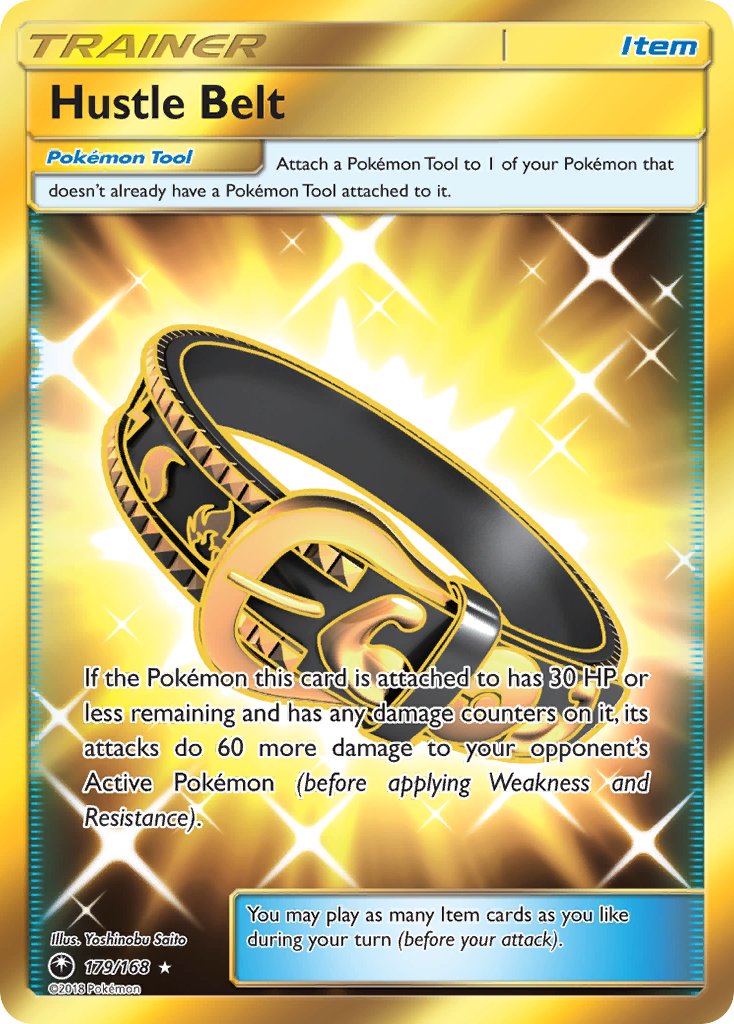 TRAINER
Item
Hustle Belt
Pokémon Tool
Attach a Pokémon Tool to 1 of your Pokémon that
doesn't already have a Pokémon Tool attached to it.
If the Pokémon this card is attached to has 30 HP or
less remaining and has any damage counters on it, its
attacks do 60 more damage to your opponent's
Active Pokémon (before applying Weakness and
Resistance).
You may play as many Item cards as you like
during your turn (before your attack).
Illus. Yoshinobu Saito
179/168 ★
©2018 Pokémon